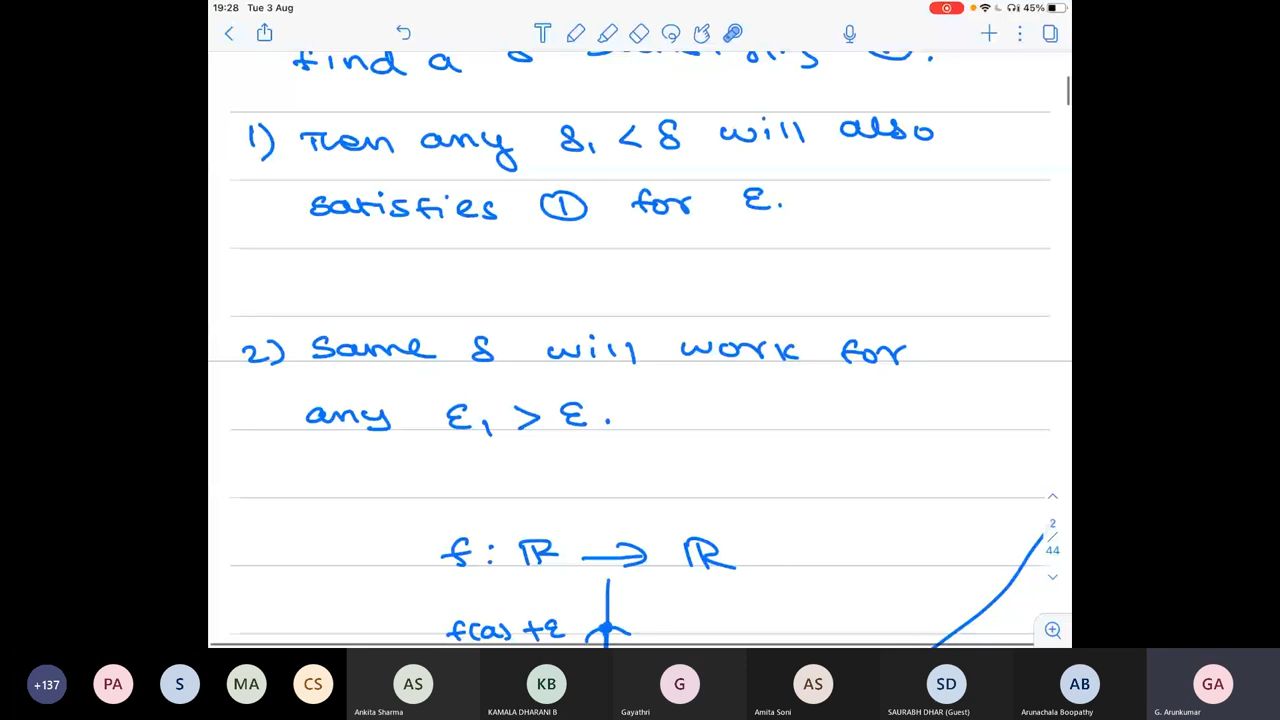 19:28 Tue 3 Aug
45%
find a δ
1) Then any δ₁ < δ will also
satisfies ① for ε.
2) Same δ will work for
any ε₁ > ε.
2
/
44
f : ℝ → ℝ
f(a) + ε
+137
PA
S
MA
CS
AS
KB
G
AS
SD
AB
GA
Ankita Sharma
KAMALA DHARANI B
Gayathri
Amita Soni
SAURABH DHAR (Guest)
Arunachala Boopathy
G. Arunkumar